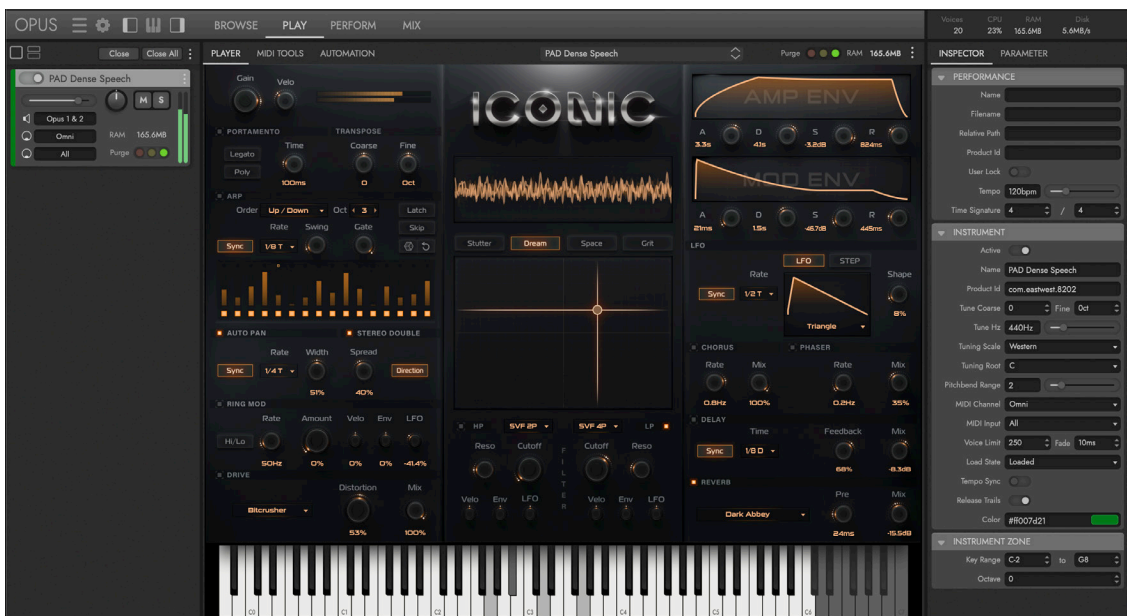 OPUS BROWSE PLAY PERFORM MIX
Voices CPU RAM Disk
20 23% 165.6MB 5.6MB/s
Close Close All
PLAYER MIDI TOOLS AUTOMATION
PAD Dense Speech
Purge RAM 165.6MB
INSPECTOR PARAMETER
PAD Dense Speech
M S
Opus 1 & 2
Omni RAM 165.6MB
All Purge
Gain Velo
PORTAMENTO TRANSPOSE
Legato Time Coarse Fine
Poly
100ms 0 0ct
ARP
Order Up / Down Oct 3 Latch
Rate Swing Gate Skip
Sync 1/8 T
AUTO PAN STEREO DOUBLE
Rate Width Spread
Sync 1/4 T Direction
51% 40%
RING MOD
Rate Amount Velo Env LFO
Hi/Lo
50Hz 0% 0% 0% -41.4%
DRIVE
Distortion Mix
Bitcrusher
53% 100%
ICONIC
Stutter Dream Space Grit
HP SVF 2P SVF 4P LP
Reso Cutoff Cutoff Reso
FILTER
Velo Env LFO Velo Env LFO
AMP ENV
A D S R
3.3s 4.1s -3.2dB 824ms
MOD ENV
A D S R
21ms 1.5s -46.7dB 445ms
LFO
LFO STEP
Rate Shape
Sync 1/2 T
8%
Triangle
CHORUS PHASER
Rate Mix Rate Mix
0.8Hz 100% 0.2Hz 35%
DELAY
Time Feedback Mix
Sync 1/8 D
68% -8.3dB
REVERB
Pre Mix
Dark Abbey
24ms -15.5dB
C0 C1 C2 C3 C4 C5 C6
PERFORMANCE
Name
Filename
Relative Path
Product Id
User Lock
Tempo 120bpm
Time Signature 4 / 4
INSTRUMENT
Active
Name PAD Dense Speech
Product Id com.eastwest.8202
Tune Coarse 0 Fine 0ct
Tune Hz 440Hz
Tuning Scale Western
Tuning Root C
Pitchbend Range 2
MIDI Channel Omni
MIDI Input All
Voice Limit 250 Fade 10ms
Load State Loaded
Tempo Sync
Release Trails
Color #ff007d21
INSTRUMENT ZONE
Key Range C-2 to G8
Octave 0